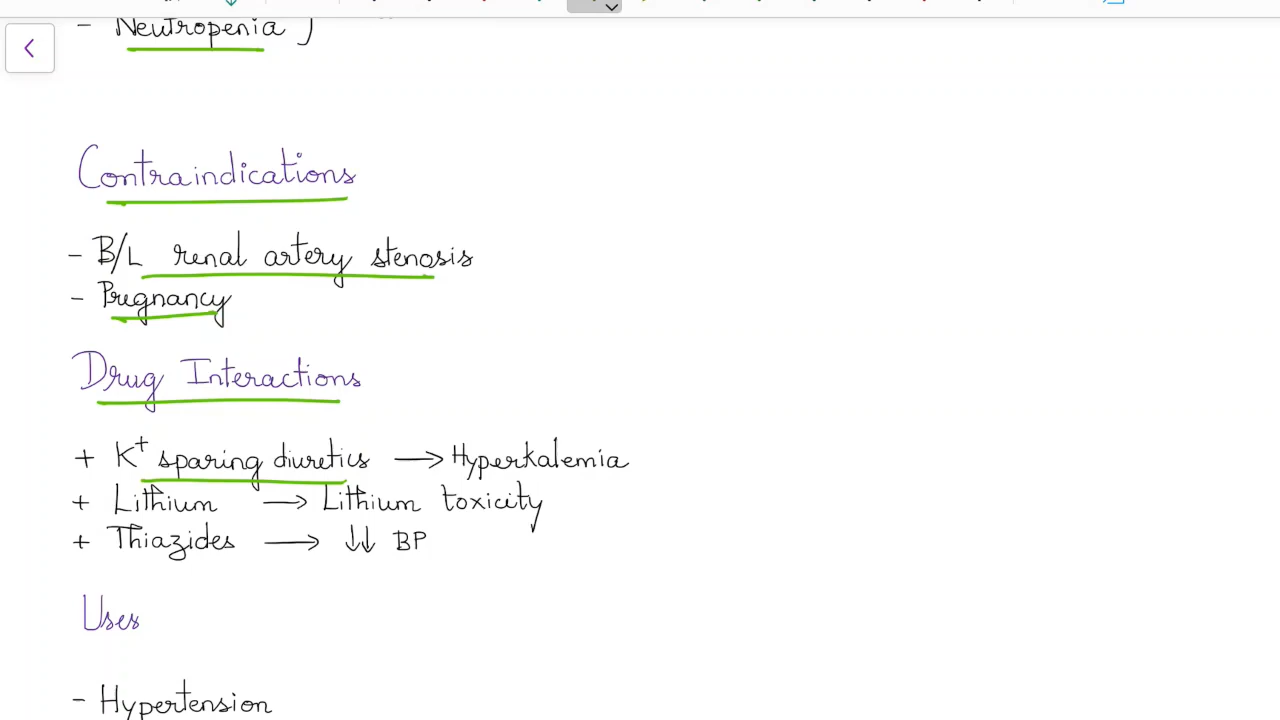 - Neutropenia )
Contraindications
- B/L renal artery stenosis
- Pregnancy
Drug Interactions
+ K⁺ sparing diuretics → Hyperkalemia
+ Lithium → Lithium toxicity
+ Thiazides → ↓↓ BP
Uses
- Hypertension